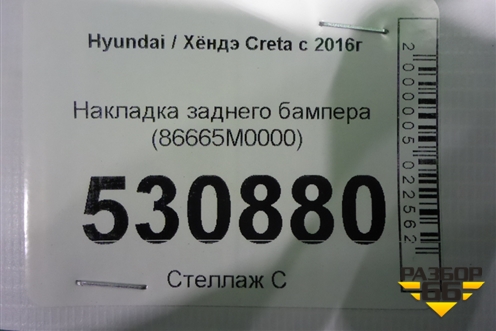 Hyundai / Хёндэ Creta с 2016г
Накладка заднего бампера
(86665M0000)
530880
Стеллаж С
2000005022562
РАЗБОР
66